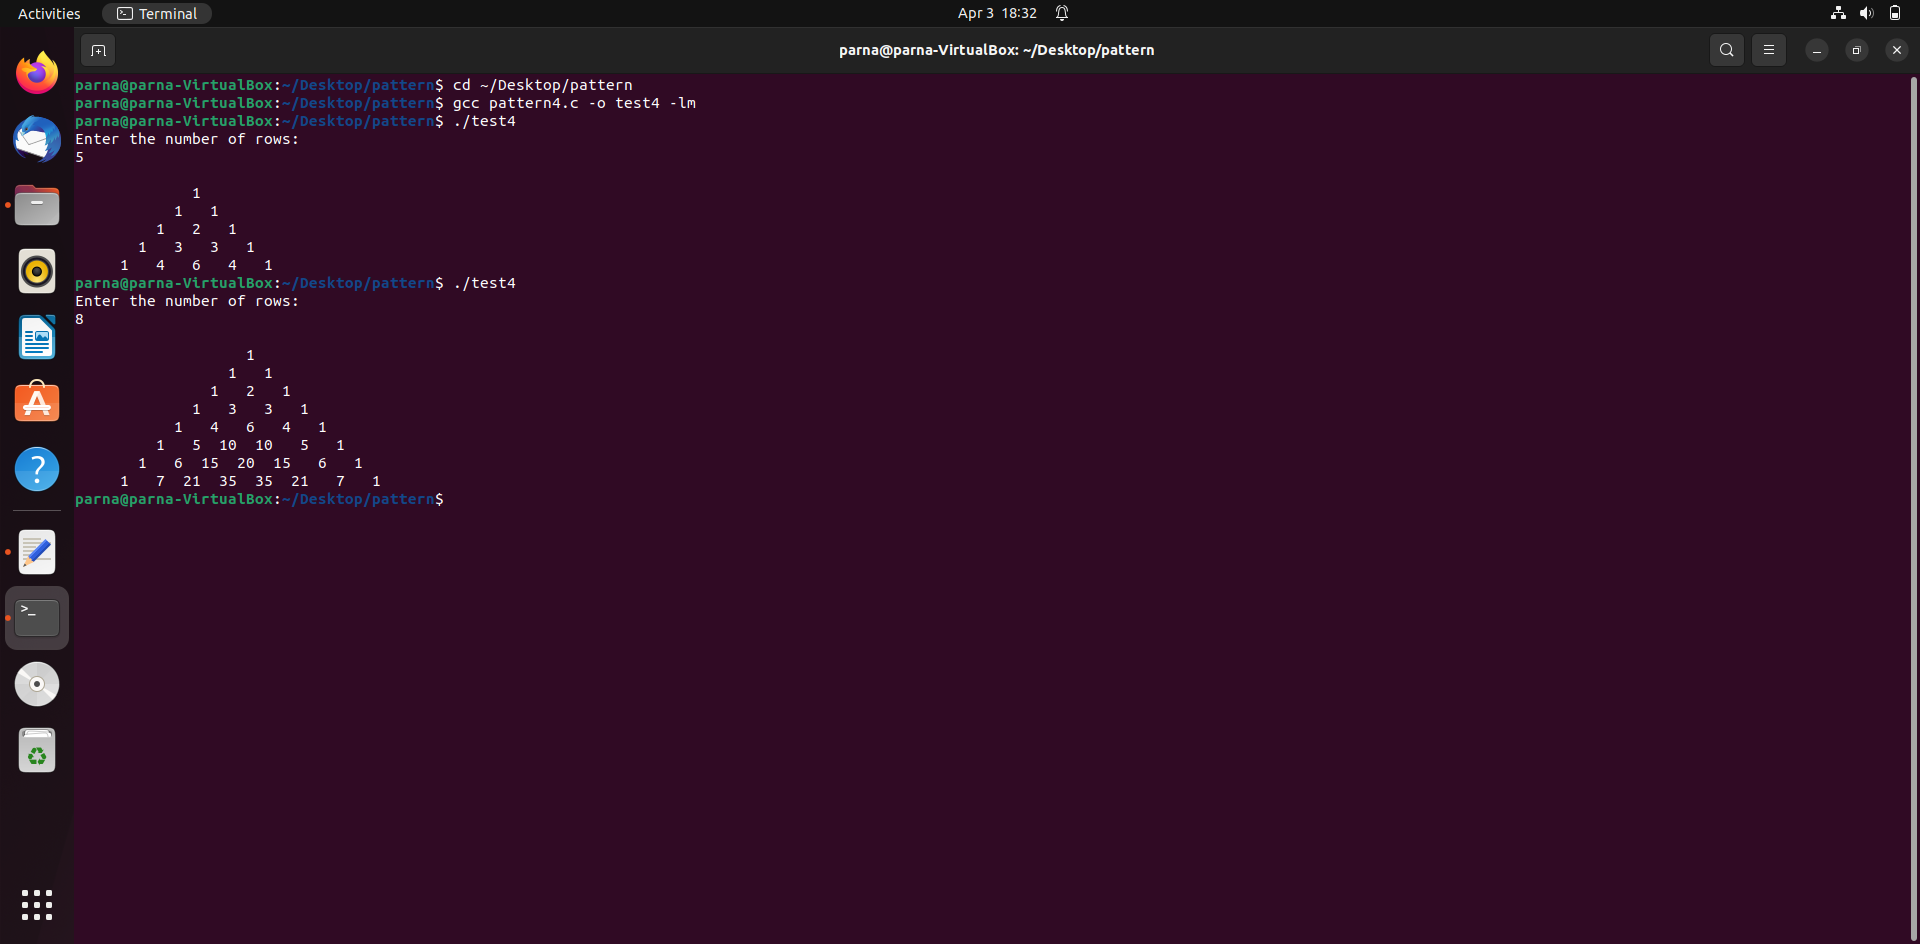 Activities Terminal Apr 3 18:32
parna@parna-VirtualBox: ~/Desktop/pattern
parna@parna-VirtualBox:~/Desktop/pattern$ cd ~/Desktop/pattern
parna@parna-VirtualBox:~/Desktop/pattern$ gcc pattern4.c -o test4 -lm
parna@parna-VirtualBox:~/Desktop/pattern$ ./test4
Enter the number of rows:
5
             1
           1   1
         1   2   1
       1   3   3   1
     1   4   6   4   1
parna@parna-VirtualBox:~/Desktop/pattern$ ./test4
Enter the number of rows:
8
                   1
                 1   1
               1   2   1
             1   3   3   1
           1   4   6   4   1
         1   5  10  10   5   1
       1   6  15  20  15   6   1
     1   7  21  35  35  21   7   1
parna@parna-VirtualBox:~/Desktop/pattern$